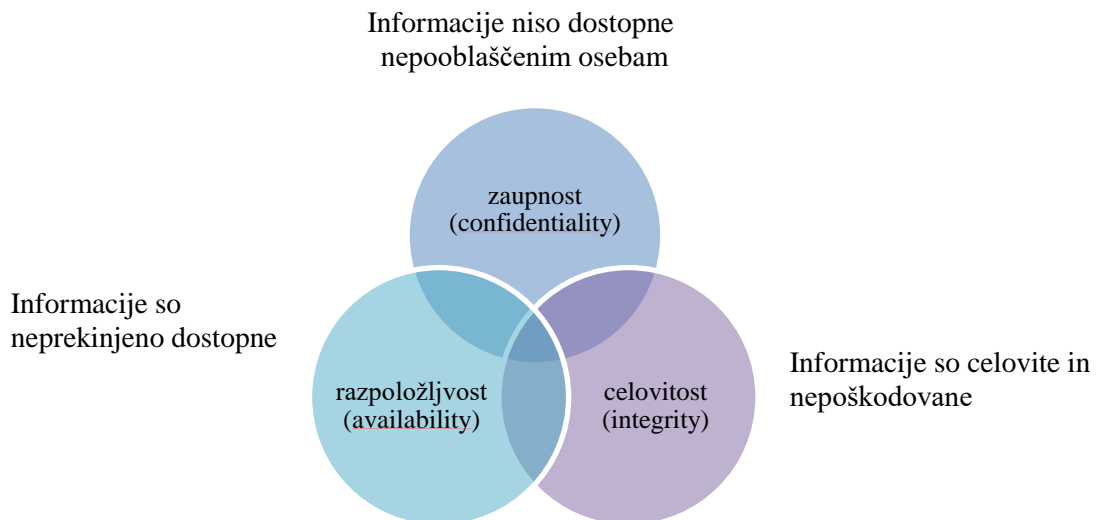 Informacije niso dostopne
nepooblaščenim osebam
zaupnost
(confidentiality)
Informacije so
neprekinjeno dostopne
razpoložljvost
(availability)
celovitost
(integrity)
Informacije so celovite in
nepoškodovane